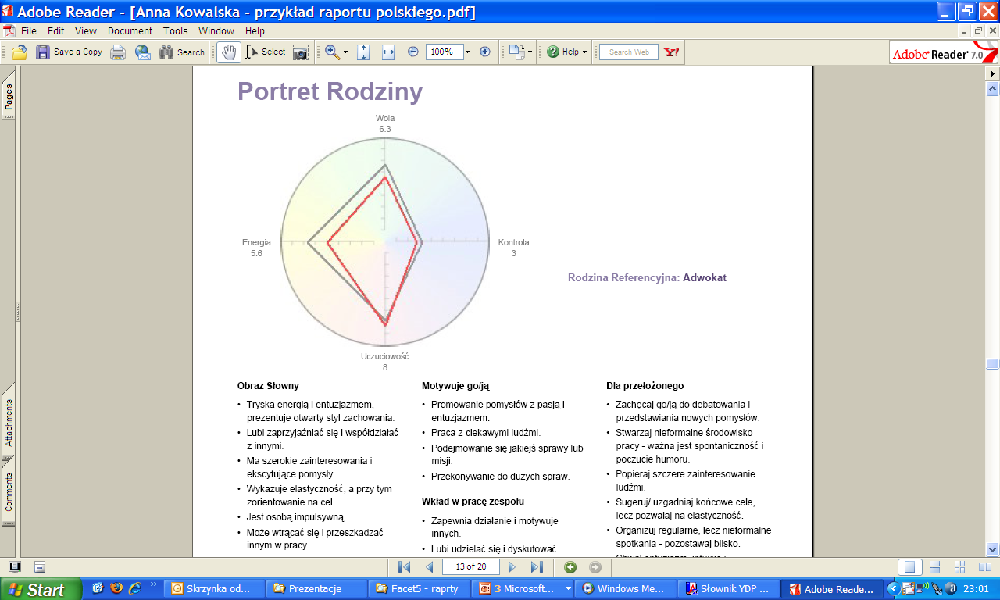 Adobe Reader - [Anna Kowalska - przykład raportu polskiego.pdf]
File Edit View Document Tools Window Help
Save a Copy Search Select 100% Help Search Web Y! Adobe Reader 7.0
Pages
Attachments
Comments
Portret Rodziny
Wola
6.3
Energia
5.6
Kontrola
3
Uczuciowość
8
Rodzina Referencyjna: Adwokat
Obraz Słowny
• Tryska energią i entuzjazmem,
prezentuje otwarty styl zachowania.
• Lubi zaprzyjaźniać się i współdziałać
z innymi.
• Ma szerokie zainteresowania i
ekscytujące pomysły.
• Wykazuje elastyczność, a przy tym
zorientowanie na cel.
• Jest osobą impulsywną.
• Może wtrącać się i przeszkadzać
innym w pracy.
Motywuje go/ją
• Promowanie pomysłów z pasją i
entuzjazmem.
• Praca z ciekawymi ludźmi.
• Podejmowanie się jakiejś sprawy lub
misji.
• Przekonywanie do dużych spraw.
Wkład w pracę zespołu
• Zapewnia działanie i motywuje
innych.
• Lubi udzielać się i dyskutować
Dla przełożonego
• Zachęcaj go/ją do debatowania i
przedstawiania nowych pomysłów.
• Stwarzaj nieformalne środowisko
pracy - ważna jest spontaniczność i
poczucie humoru.
• Popieraj szczere zainteresowanie
ludźmi.
• Sugeruj/ uzgadniaj końcowe cele,
lecz pozwalaj na elastyczność.
• Organizuj regularne, lecz nieformalne
spotkania - pozostawaj blisko.
13 of 20
Start Skrzynka od... Prezentacje Facet5 - raprty 3 Microsoft... Windows Me... Słownik YDP ... Adobe Reade... 23:01